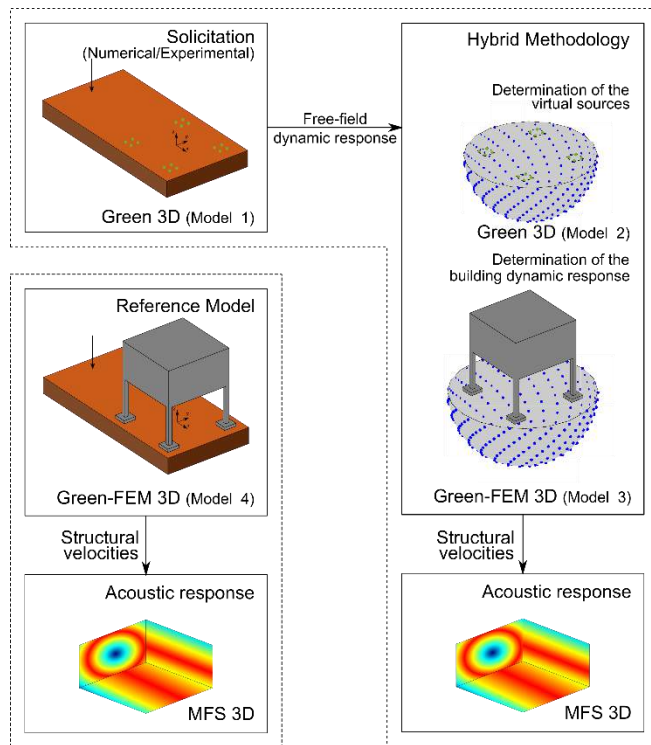 Solicitation
(Numerical/Experimental)
Green 3D (Model 1)
Free-field
dynamic response
Hybrid Methodology
Determination of the
virtual sources
Green 3D (Model 2)
Determination of the
building dynamic response
Green-FEM 3D (Model 3)
Reference Model
Green-FEM 3D (Model 4)
Structural
velocities
Acoustic response
MFS 3D
Structural
velocities
Acoustic response
MFS 3D